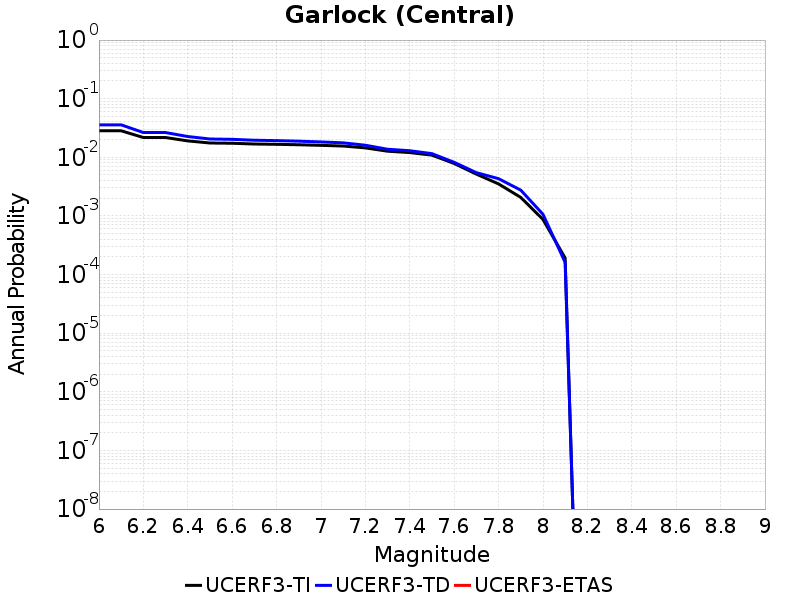 Garlock (Central)
Annual Probability
10^0
10^-1
10^-2
10^-3
10^-4
10^-5
10^-6
10^-7
10^-8
6 6.2 6.4 6.6 6.8 7 7.2 7.4 7.6 7.8 8 8.2 8.4 8.6 8.8 9
Magnitude
UCERF3-TI UCERF3-TD UCERF3-ETAS